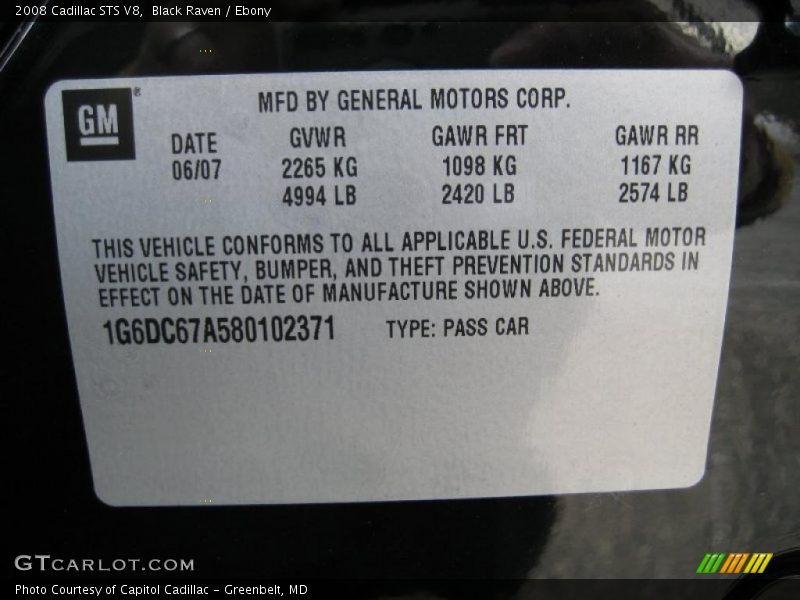 2008 Cadillac STS V8,  Black Raven / Ebony
GM ®
MFD BY GENERAL MOTORS CORP.
DATE GVWR GAWR FRT GAWR RR
06/07 2265 KG 1098 KG 1167 KG
4994 LB 2420 LB 2574 LB
THIS VEHICLE CONFORMS TO ALL APPLICABLE U.S. FEDERAL MOTOR
VEHICLE SAFETY, BUMPER, AND THEFT PREVENTION STANDARDS IN
EFFECT ON THE DATE OF MANUFACTURE SHOWN ABOVE.
1G6DC67A580102371 TYPE: PASS CAR
GTCARLOT.COM
Photo Courtesy of Capitol Cadillac - Greenbelt, MD